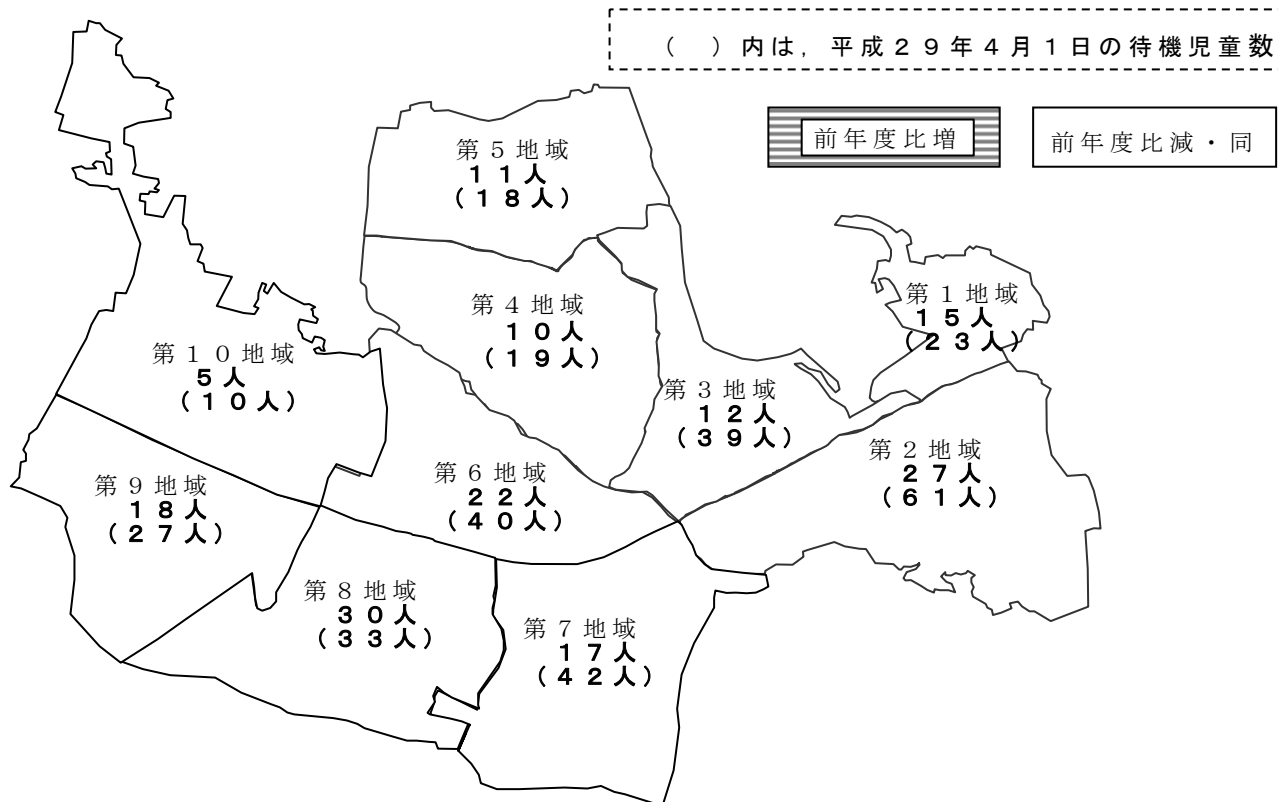 （　）内は，平成２９年４月１日の待機児童数
前年度比増
前年度比減・同
第５地域
１１人
（１８人）
第１地域
１５人
（２３人）
第４地域
１０人
（１９人）
第１０地域
５人
（１０人）
第３地域
１２人
（３９人）
第２地域
２７人
（６１人）
第６地域
２２人
（４０人）
第９地域
１８人
（２７人）
第８地域
３０人
（３３人）
第７地域
１７人
（４２人）